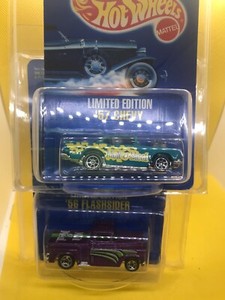 Hot Wheels
MATTEL
LIMITED EDITION
'57 CHEVY
'56 FLASHSIDER